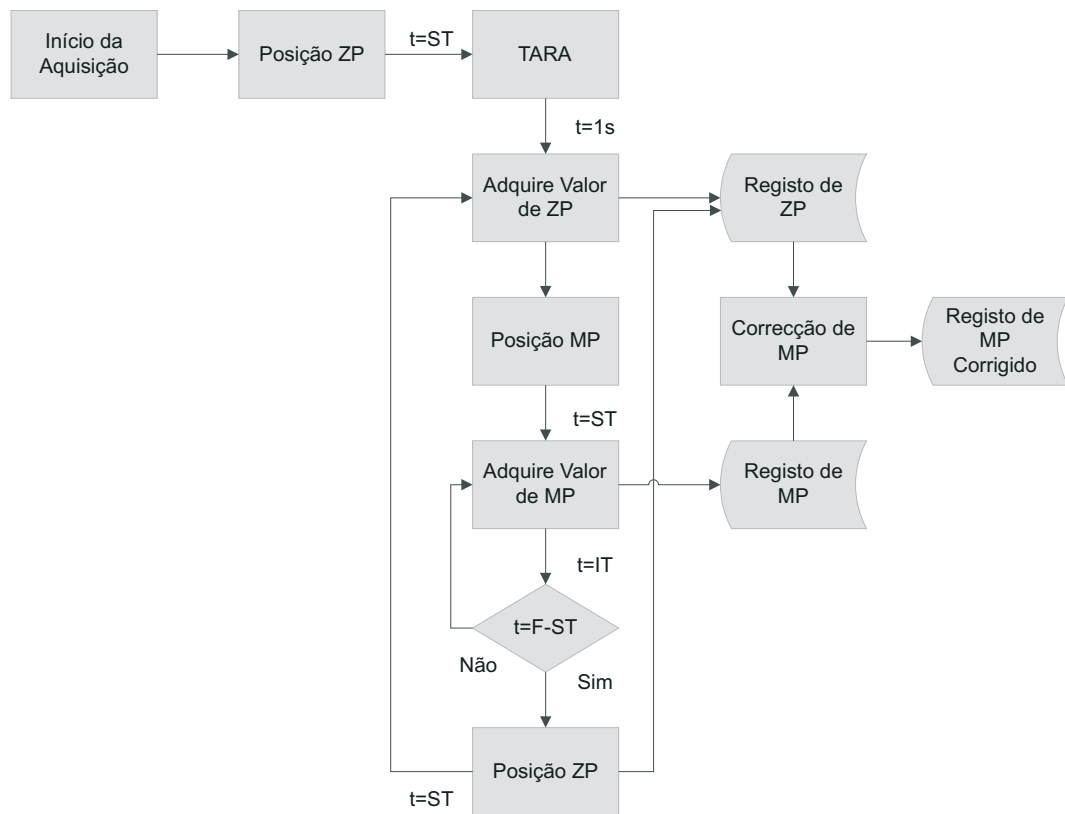 Início da
Aquisição
Posição ZP
t=ST
TARA
t=1s
Adquire Valor
de ZP
Registo de
ZP
Posição MP
Correcção de
MP
Registo de
MP
Corrigido
t=ST
Adquire Valor
de MP
Registo de
MP
t=IT
t=F-ST
Não
Sim
Posição ZP
t=ST